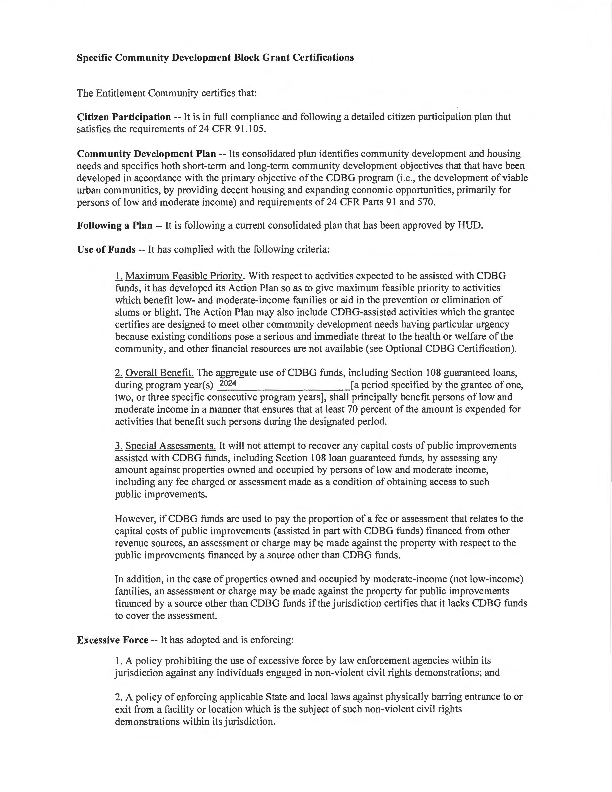 Specific Community Development Block Grant Certifications
The Entitlement Community certifies that:
Citizen Participation -- It is in full compliance and following a detailed citizen participation plan that
satisfies the requirements of 24 CFR 91.105.
Community Development Plan -- Its consolidated plan identifies community development and housing
needs and specifies both short-term and long-term community development objectives that that have been
developed in accordance with the primary objective of the CDBG program (i.e., the development of viable
urban communities, by providing decent housing and expanding economic opportunities, primarily for
persons of low and moderate income) and requirements of 24 CFR Parts 91 and 570.
Following a Plan -- It is following a current consolidated plan that has been approved by HUD.
Use of Funds -- It has complied with the following criteria:
1. Maximum Feasible Priority. With respect to activities expected to be assisted with CDBG
funds, it has developed its Action Plan so as to give maximum feasible priority to activities
which benefit low- and moderate-income families or aid in the prevention or elimination of
slums or blight. The Action Plan may also include CDBG-assisted activities which the grantee
certifies are designed to meet other community development needs having particular urgency
because existing conditions pose a serious and immediate threat to the health or welfare of the
community, and other financial resources are not available (see Optional CDBG Certification).
2. Overall Benefit. The aggregate use of CDBG funds, including Section 108 guaranteed loans,
during program year(s) 2024 [a period specified by the grantee of one,
two, or three specific consecutive program years], shall principally benefit persons of low and
moderate income in a manner that ensures that at least 70 percent of the amount is expended for
activities that benefit such persons during the designated period.
3. Special Assessments. It will not attempt to recover any capital costs of public improvements
assisted with CDBG funds, including Section 108 loan guaranteed funds, by assessing any
amount against properties owned and occupied by persons of low and moderate income,
including any fee charged or assessment made as a condition of obtaining access to such
public improvements.
However, if CDBG funds are used to pay the proportion of a fee or assessment that relates to the
capital costs of public improvements (assisted in part with CDBG funds) financed from other
revenue sources, an assessment or charge may be made against the property with respect to the
public improvements financed by a source other than CDBG funds.
In addition, in the case of properties owned and occupied by moderate-income (not low-income)
families, an assessment or charge may be made against the property for public improvements
financed by a source other than CDBG funds if the jurisdiction certifies that it lacks CDBG funds
to cover the assessment.
Excessive Force -- It has adopted and is enforcing:
1. A policy prohibiting the use of excessive force by law enforcement agencies within its
jurisdiction against any individuals engaged in non-violent civil rights demonstrations; and
2. A policy of enforcing applicable State and local laws against physically barring entrance to or
exit from a facility or location which is the subject of such non-violent civil rights
demonstrations within its jurisdiction.